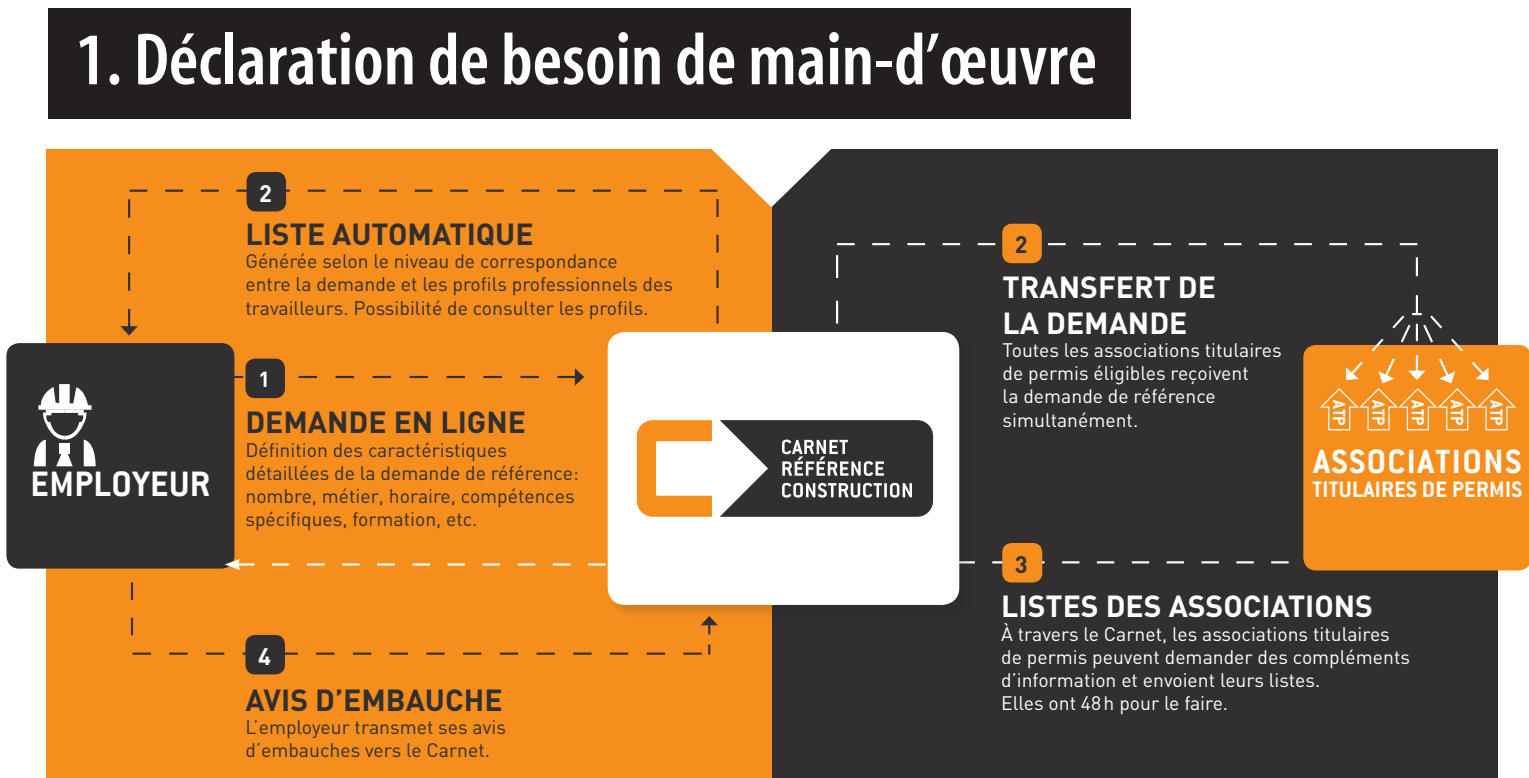 1. Déclaration de besoin de main-d’œuvre
2
LISTE AUTOMATIQUE
Générée selon le niveau de correspondance
entre la demande et les profils professionnels des
travailleurs. Possibilité de consulter les profils.
EMPLOYEUR
1
DEMANDE EN LIGNE
Définition des caractéristiques
détaillées de la demande de référence:
nombre, métier, horaire, compétences
spécifiques, formation, etc.
4
AVIS D’EMBAUCHE
L’employeur transmet ses avis
d’embauches vers le Carnet.
CARNET
RÉFÉRENCE
CONSTRUCTION
2
TRANSFERT DE
LA DEMANDE
Toutes les associations titulaires
de permis éligibles reçoivent
la demande de référence
simultanément.
ATP ATP ATP ATP ATP
ASSOCIATIONS
TITULAIRES DE PERMIS
3
LISTES DES ASSOCIATIONS
À travers le Carnet, les associations titulaires
de permis peuvent demander des compléments
d’information et envoient leurs listes.
Elles ont 48 h pour le faire.